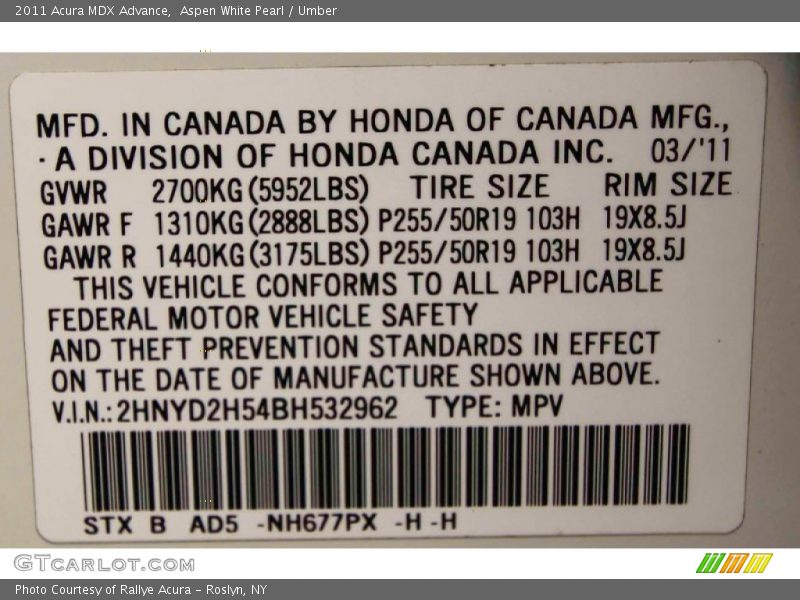 2011 Acura MDX Advance,  Aspen White Pearl / Umber
MFD. IN CANADA BY HONDA OF CANADA MFG.,
· A DIVISION OF HONDA CANADA INC.   03/'11
GVWR   2700KG(5952LBS)   TIRE SIZE   RIM SIZE
GAWR F  1310KG(2888LBS) P255/50R19 103H  19X8.5J
GAWR R  1440KG(3175LBS) P255/50R19 103H  19X8.5J
THIS VEHICLE CONFORMS TO ALL APPLICABLE
FEDERAL MOTOR VEHICLE SAFETY
AND THEFT PREVENTION STANDARDS IN EFFECT
ON THE DATE OF MANUFACTURE SHOWN ABOVE.
V.I.N.: 2HNYD2H54BH532962   TYPE: MPV
STX  B  AD5  -NH677PX  -H -H
GTCARLOT.COM
Photo Courtesy of Rallye Acura – Roslyn, NY